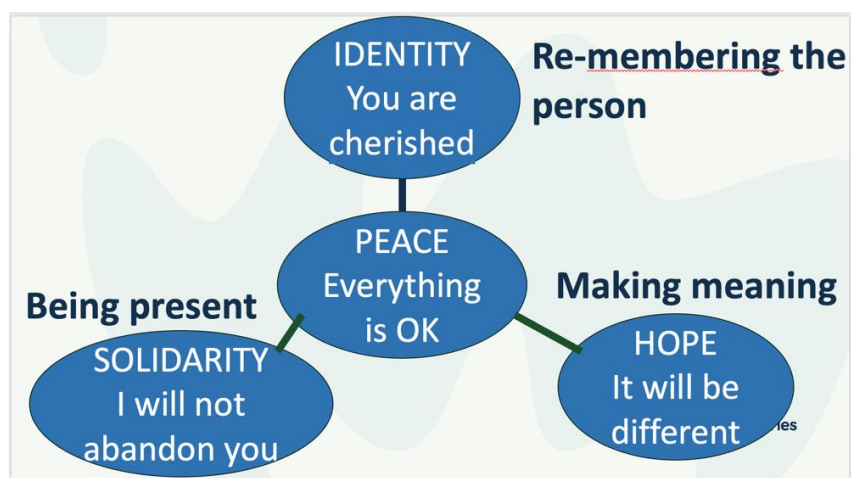 IDENTITY
You are
cherished
Re-membering the
person
PEACE
Everything
is OK
Being present
SOLIDARITY
I will not
abandon you
Making meaning
HOPE
It will be
different